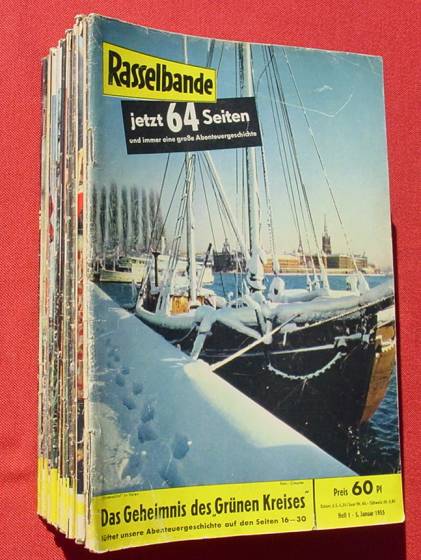 Rasselbande
jetzt 64 Seiten
und immer eine große Abenteuergeschichte
"Das Geheimnis des „Grünen Kreises"
lüftet unsere Abenteuergeschichte auf den Seiten 16—30
Preis 60 Pf
Heft 1 - 5. Januar 1955